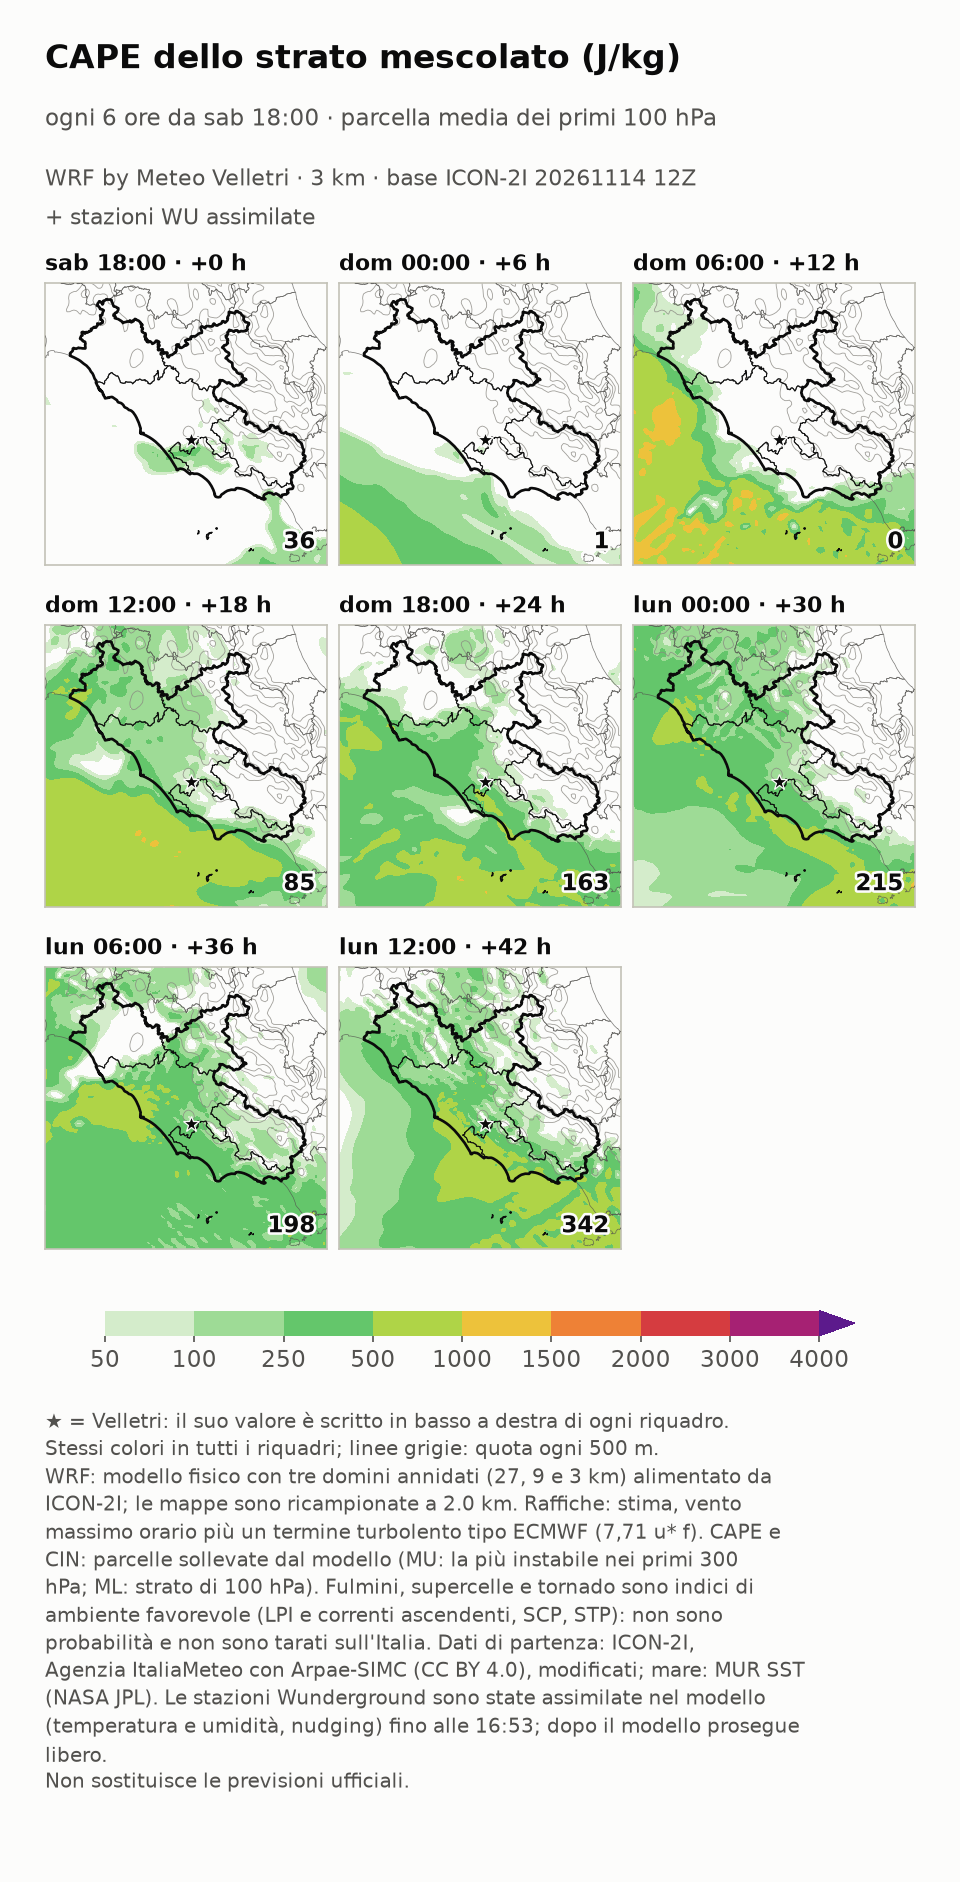 CAPE dello strato mescolato (J/kg)
ogni 6 ore da sab 18:00 · parcella media dei primi 100 hPa
WRF by Meteo Velletri · 3 km · base ICON-2I 20261114 12Z
+ stazioni WU assimilate
sab 18:00 · +0 h
dom 00:00 · +6 h
dom 06:00 · +12 h
36
1
0
dom 12:00 · +18 h
dom 18:00 · +24 h
lun 00:00 · +30 h
85
163
215
lun 06:00 · +36 h
lun 12:00 · +42 h
198
342
50 100 250 500 1000 1500 2000 3000 4000
★ = Velletri: il suo valore è scritto in basso a destra di ogni riquadro.
Stessi colori in tutti i riquadri; linee grigie: quota ogni 500 m.
WRF: modello fisico con tre domini annidati (27, 9 e 3 km) alimentato da
ICON-2I; le mappe sono ricampionate a 2.0 km. Raffiche: stima, vento
massimo orario più un termine turbolento tipo ECMWF (7,71 u* f). CAPE e
CIN: parcelle sollevate dal modello (MU: la più instabile nei primi 300
hPa; ML: strato di 100 hPa). Fulmini, supercelle e tornado sono indici di
ambiente favorevole (LPI e correnti ascendenti, SCP, STP): non sono
probabilità e non sono tarati sull'Italia. Dati di partenza: ICON-2I,
Agenzia ItaliaMeteo con Arpae-SIMC (CC BY 4.0), modificati; mare: MUR SST
(NASA JPL). Le stazioni Wunderground sono state assimilate nel modello
(temperatura e umidità, nudging) fino alle 16:53; dopo il modello prosegue
libero.
Non sostituisce le previsioni ufficiali.